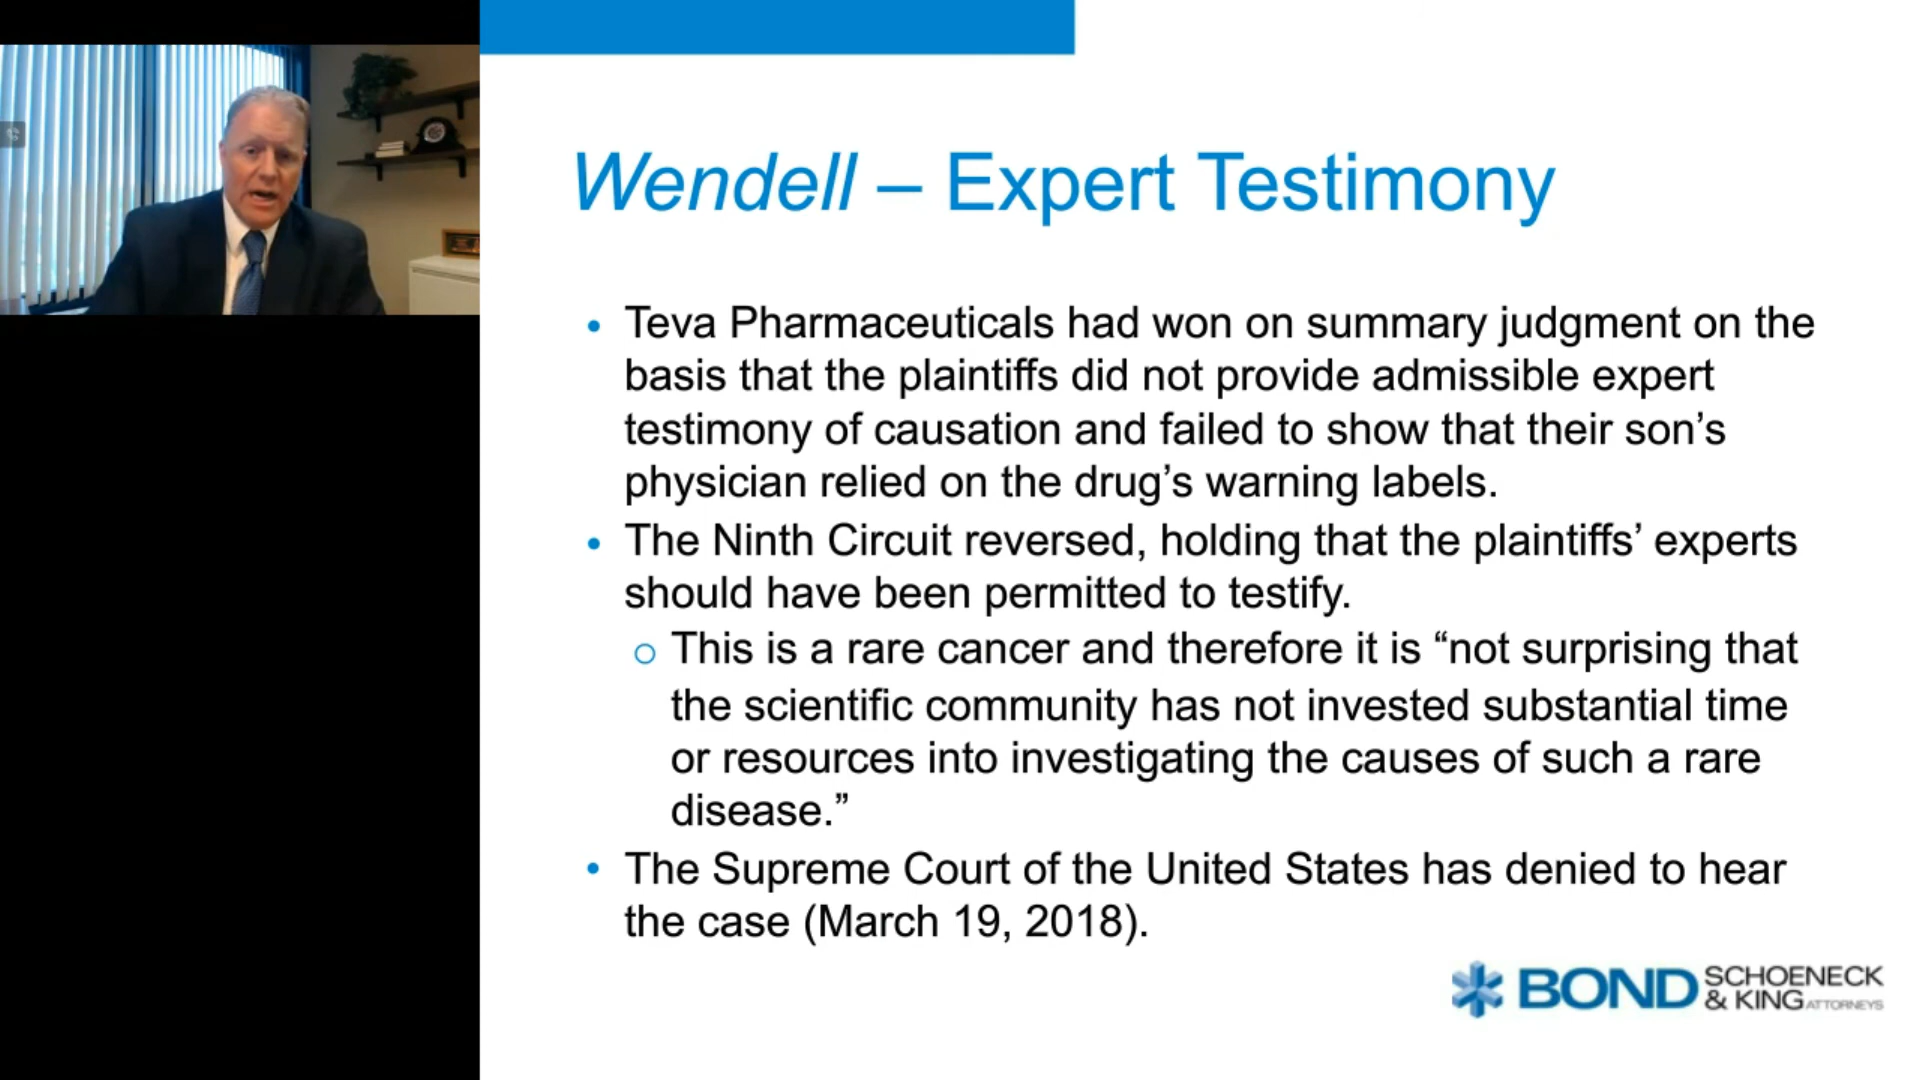 Wendell – Expert Testimony
• Teva Pharmaceuticals had won on summary judgment on the
basis that the plaintiffs did not provide admissible expert
testimony of causation and failed to show that their son’s
physician relied on the drug’s warning labels.
• The Ninth Circuit reversed, holding that the plaintiffs’ experts
should have been permitted to testify.
o This is a rare cancer and therefore it is “not surprising that
the scientific community has not invested substantial time
or resources into investigating the causes of such a rare
disease.”
• The Supreme Court of the United States has denied to hear
the case (March 19, 2018).
BOND SCHOENECK
& KING ATTORNEYS